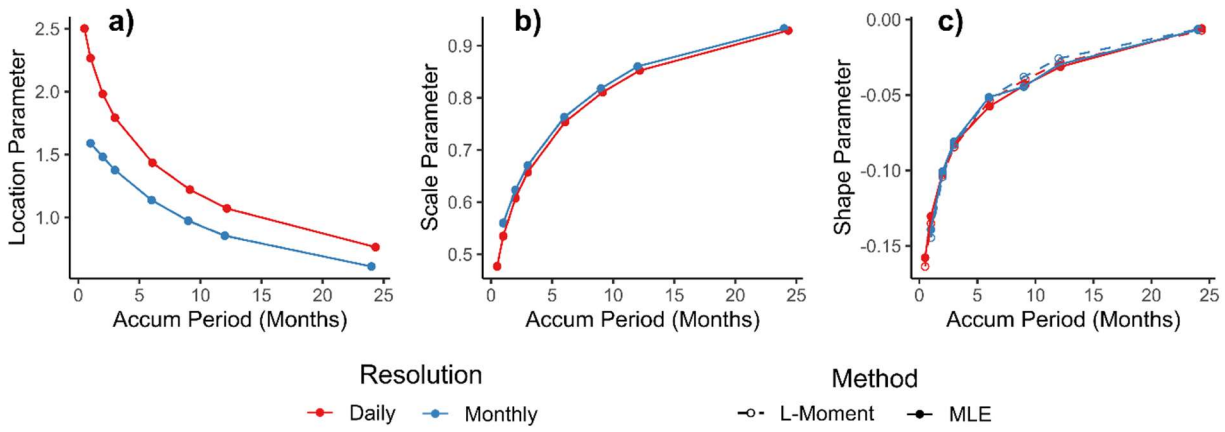 a)
Location Parameter
2.5
2.0
1.5
1.0
0 5 10 15 20 25
Accum Period (Months)
b)
Scale Parameter
0.9
0.8
0.7
0.6
0.5
0 5 10 15 20 25
Accum Period (Months)
c)
Shape Parameter
0.00
-0.05
-0.10
-0.15
0 5 10 15 20 25
Accum Period (Months)
Resolution
Daily Monthly
Method
L-Moment MLE